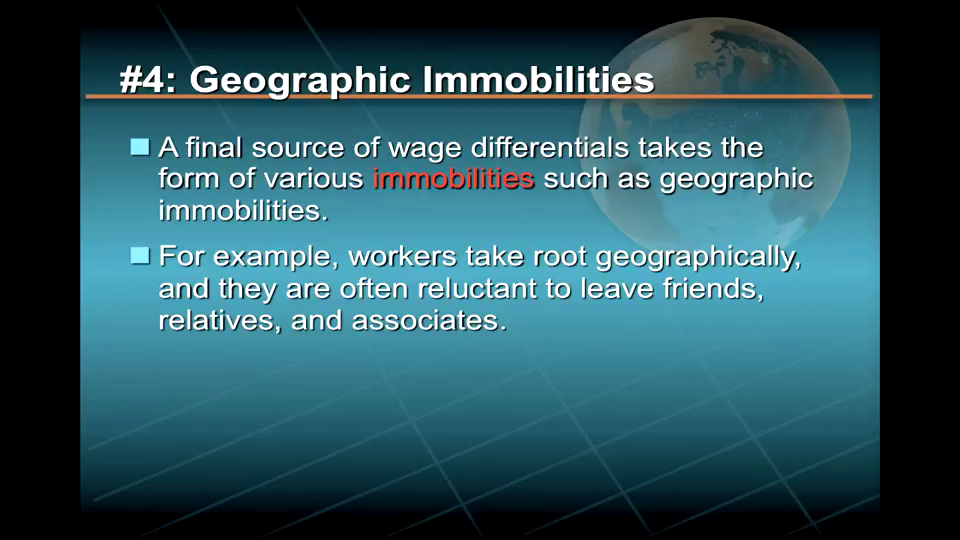 #4: Geographic Immobilities
A final source of wage differentials takes the
form of various immobilities such as geographic
immobilities.
For example, workers take root geographically,
and they are often reluctant to leave friends,
relatives, and associates.